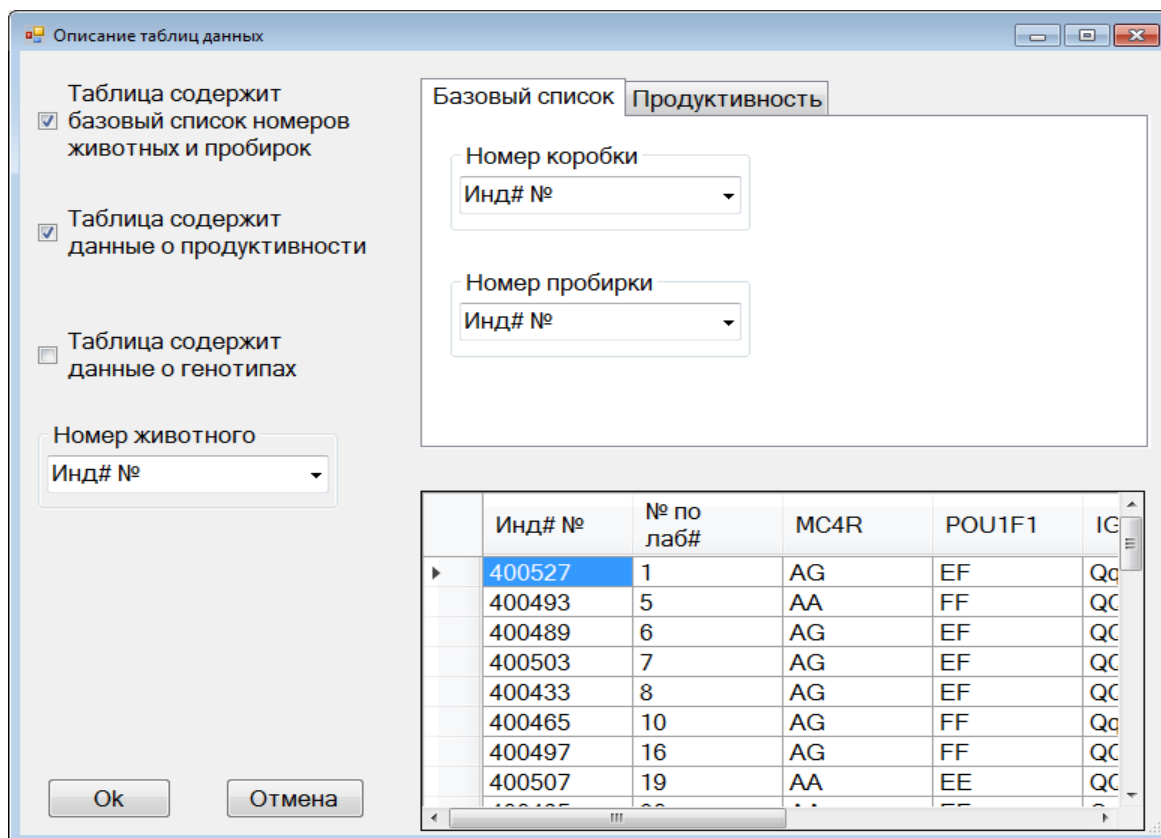 Описание таблиц данных
Таблица содержит
базовый список номеров
животных и пробирок
Таблица содержит
данные о продуктивности
Таблица содержит
данные о генотипах
Номер животного
Инд# №
Ok
Отмена
Базовый список
Продуктивность
Номер коробки
Инд# №
Номер пробирки
Инд# №
Инд# № № по лаб# MC4R POU1F1 IG
400527 1 AG EF Qq
400493 5 AA FF
400489 6 AG EF
400503 7 AG EF
400433 8 AG EF
400465 10 AG FF Qq
400497 16 AG FF
400507 19 AA EE